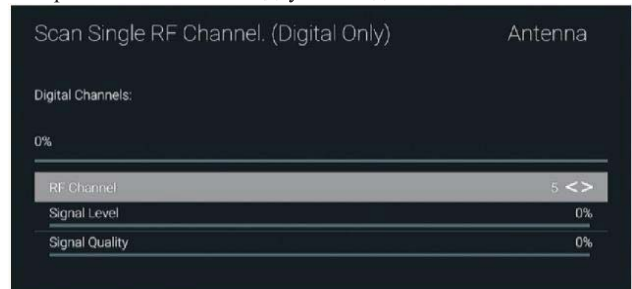 Scan Single RF Channel. (Digital Only) Antenna
Digital Channels:
0%
RF Channel 5 <>
Signal Level 0%
Signal Quality 0%